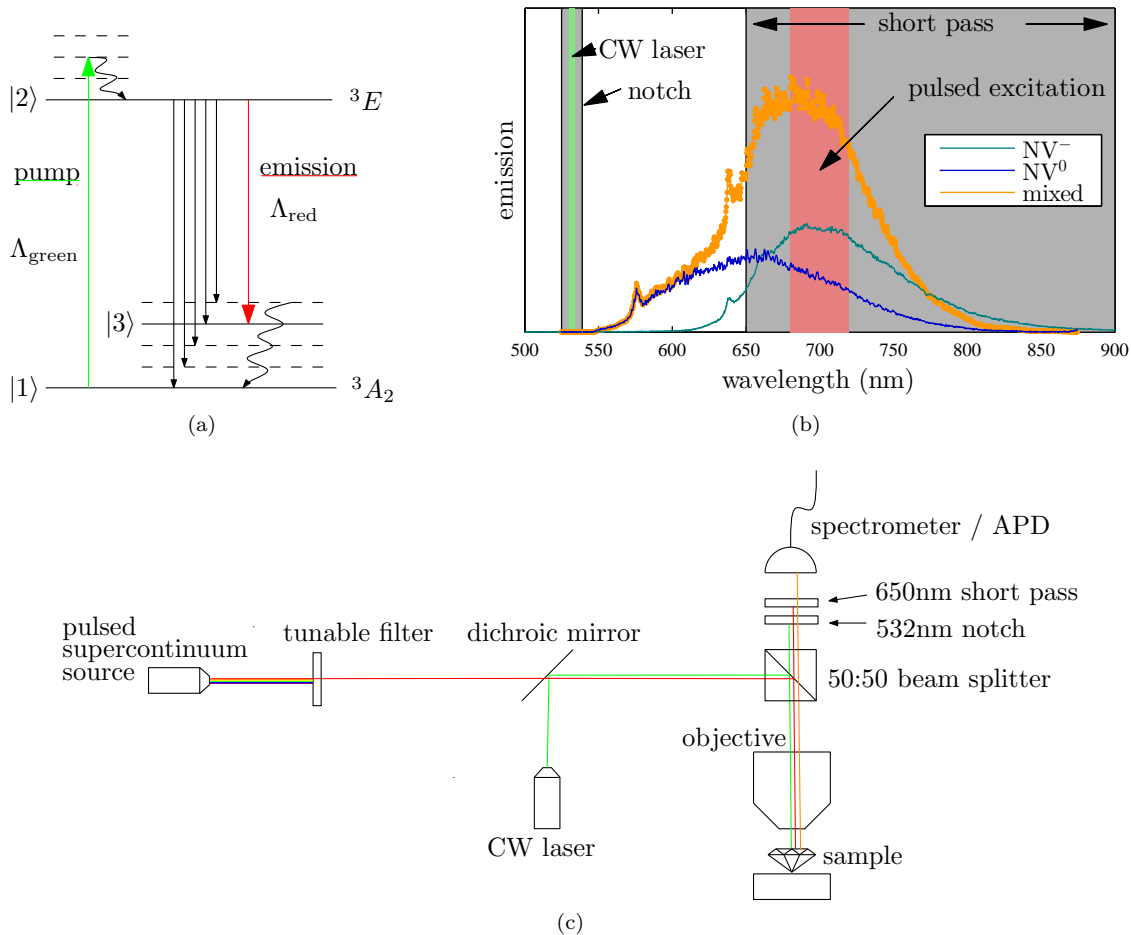 |2⟩
³E
pump
emission
Λred
Λgreen
|3⟩
|1⟩
³A₂
(a)
short pass
CW laser
notch
pulsed excitation
NV⁻
NV⁰
mixed
emission
500 550 600 650 700 750 800 850 900
wavelength (nm)
(b)
spectrometer / APD
650nm short pass
532nm notch
50:50 beam splitter
pulsed
supercontinuum
source
tunable filter
dichroic mirror
objective
CW laser
sample
(c)